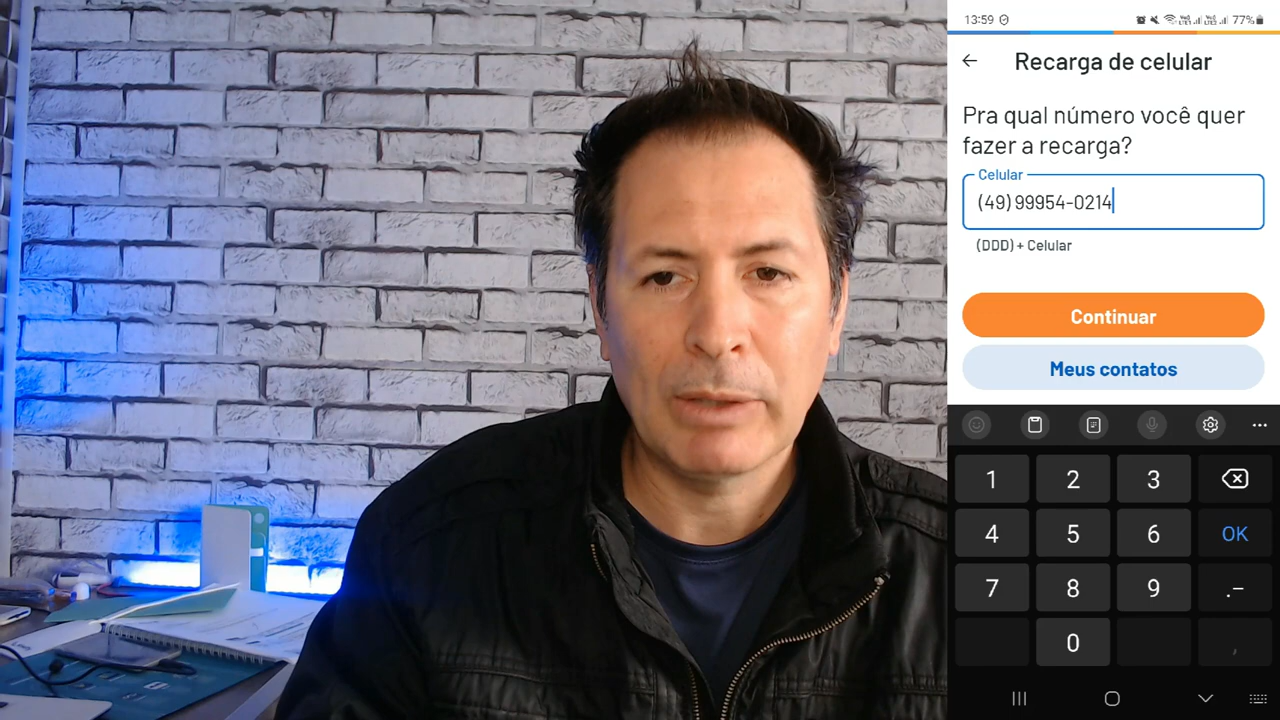 13:59
77%
Recarga de celular
Pra qual número você quer
fazer a recarga?
Celular
(49) 99954-0214
(DDD) + Celular
Continuar
Meus contatos
1 2 3
4 5 6 OK
7 8 9 .-
0 ,